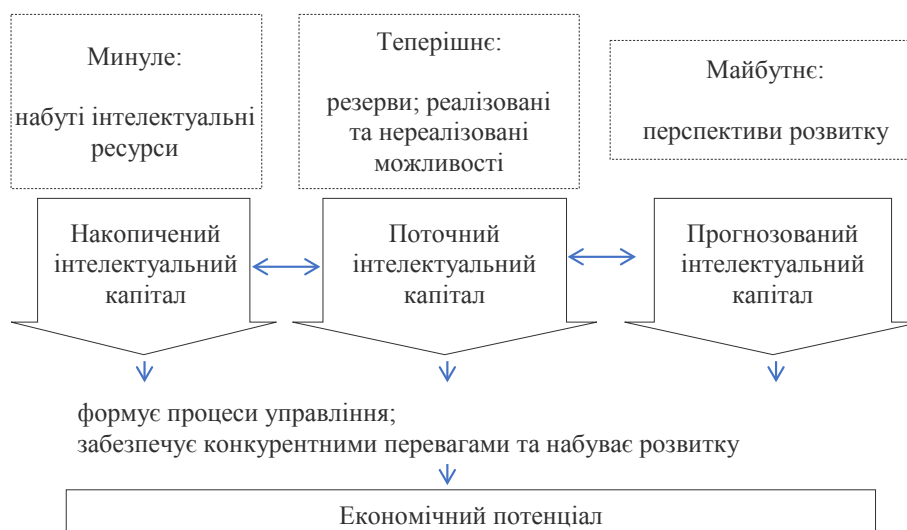 Минуле:
набуті інтелектуальні
ресурси
Теперішнє:
резерви; реалізовані
та нереалізовані
можливості
Майбутнє:
перспективи розвитку
Накопичений
інтелектуальний
капітал
Поточний
інтелектуальний
капітал
Прогнозований
інтелектуальний
капітал
формує процеси управління;
забезпечує конкурентними перевагами та набуває розвитку
Економічний потенціал